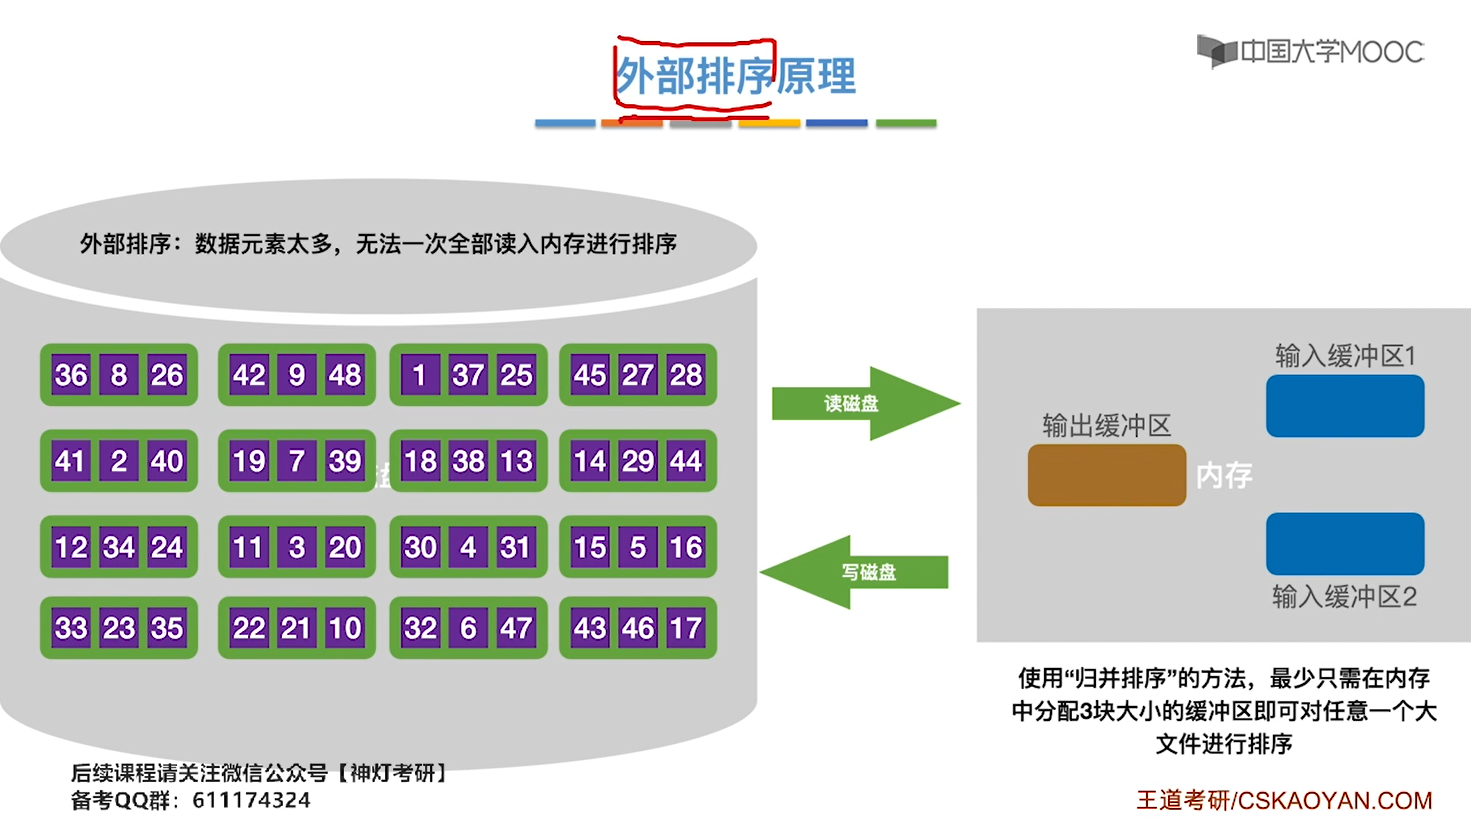 外部排序原理
中国大学MOOC
外部排序：数据元素太多，无法一次全部读入内存进行排序
36 8 26 42 9 48 1 37 25 45 27 28
41 2 40 19 7 39 18 38 13 14 29 44
盘
12 34 24 11 3 20 30 4 31 15 5 16
33 23 35 22 21 10 32 6 47 43 46 17
读磁盘
写磁盘
输入缓冲区1
输出缓冲区
内存
输入缓冲区2
使用“归并排序”的方法，最少只需在内存
中分配3块大小的缓冲区即可对任意一个大
文件进行排序
后续课程请关注微信公众号【神灯考研】
备考QQ群：611174324
王道考研/CSKAOYAN.COM